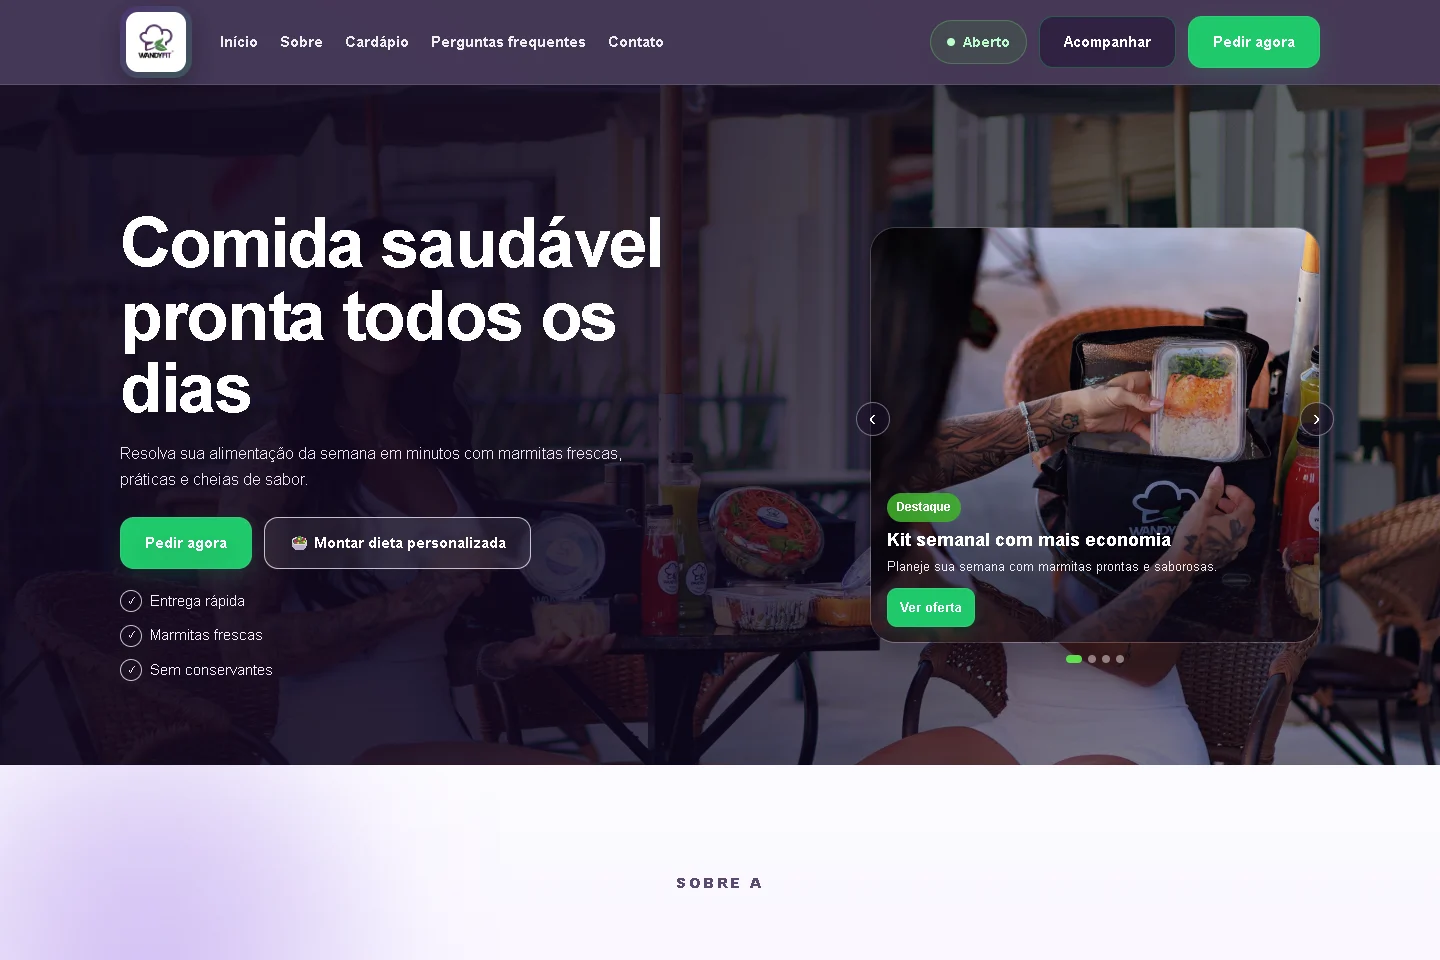 WANDYFIT
Início
Sobre
Cardápio
Perguntas frequentes
Contato
Aberto
Acompanhar
Pedir agora
Comida saudável
pronta todos os
dias
Resolva sua alimentação da semana em minutos com marmitas frescas,
práticas e cheias de sabor.
Pedir agora
Montar dieta personalizada
✓ Entrega rápida
✓ Marmitas frescas
✓ Sem conservantes
‹
›
WANDY
Destaque
Kit semanal com mais economia
Planeje sua semana com marmitas prontas e saborosas.
Ver oferta
SOBRE A